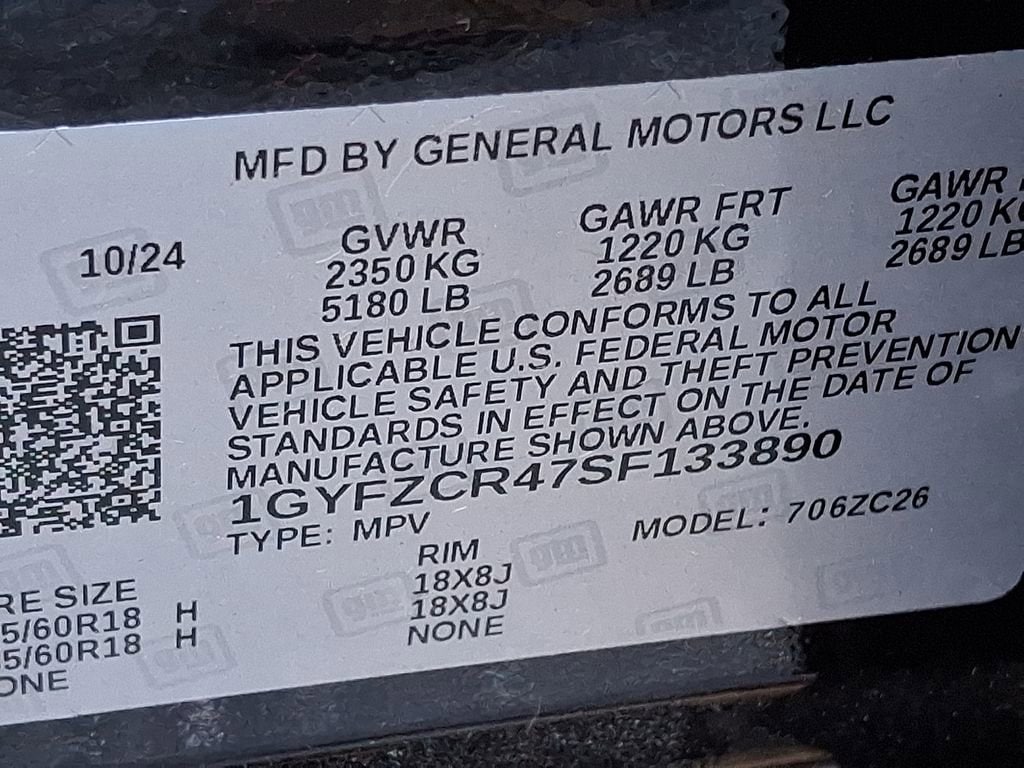 MFD BY GENERAL MOTORS LLC
10/24
GVWR
2350 KG
5180 LB
GAWR FRT
1220 KG
2689 LB
GAWR
1220 KG
2689 LB
THIS VEHICLE CONFORMS TO ALL
APPLICABLE U.S. FEDERAL MOTOR
VEHICLE SAFETY AND THEFT PREVENTION
STANDARDS IN EFFECT ON THE DATE OF
MANUFACTURE SHOWN ABOVE.
1GYFZCR47SF133890
TYPE: MPV
MODEL: 706ZC26
RE SIZE
5/60R18 H
5/60R18 H
ONE
RIM
18X8J
18X8J
NONE